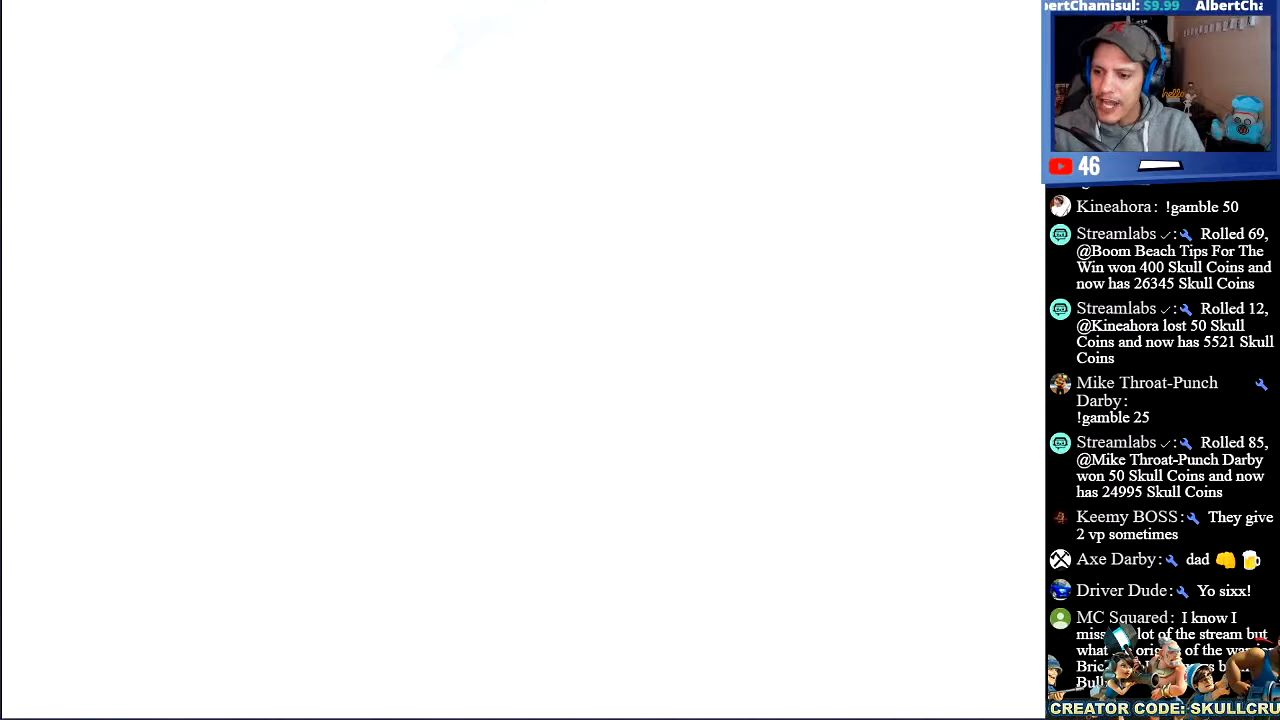 bertChamisul: $9.99 AlbertCha
hello
46
Kineahora: !gamble 50
Streamlabs ✓: Rolled 69,
@Boom Beach Tips For The
Win won 400 Skull Coins and
now has 26345 Skull Coins
Streamlabs ✓: Rolled 12,
@Kineahora lost 50 Skull
Coins and now has 5521 Skull
Coins
Mike Throat-Punch
Darby:
!gamble 25
Streamlabs ✓: Rolled 85,
@Mike Throat-Punch Darby
won 50 Skull Coins and now
has 24995 Skull Coins
Keemy BOSS: They give
2 vp sometimes
Axe Darby: dad 👊 🍺
Driver Dude: Yo sixx!
MC Squared: I know I
lot of the stream but
what of the
CREATOR CODE: SKULLCRU